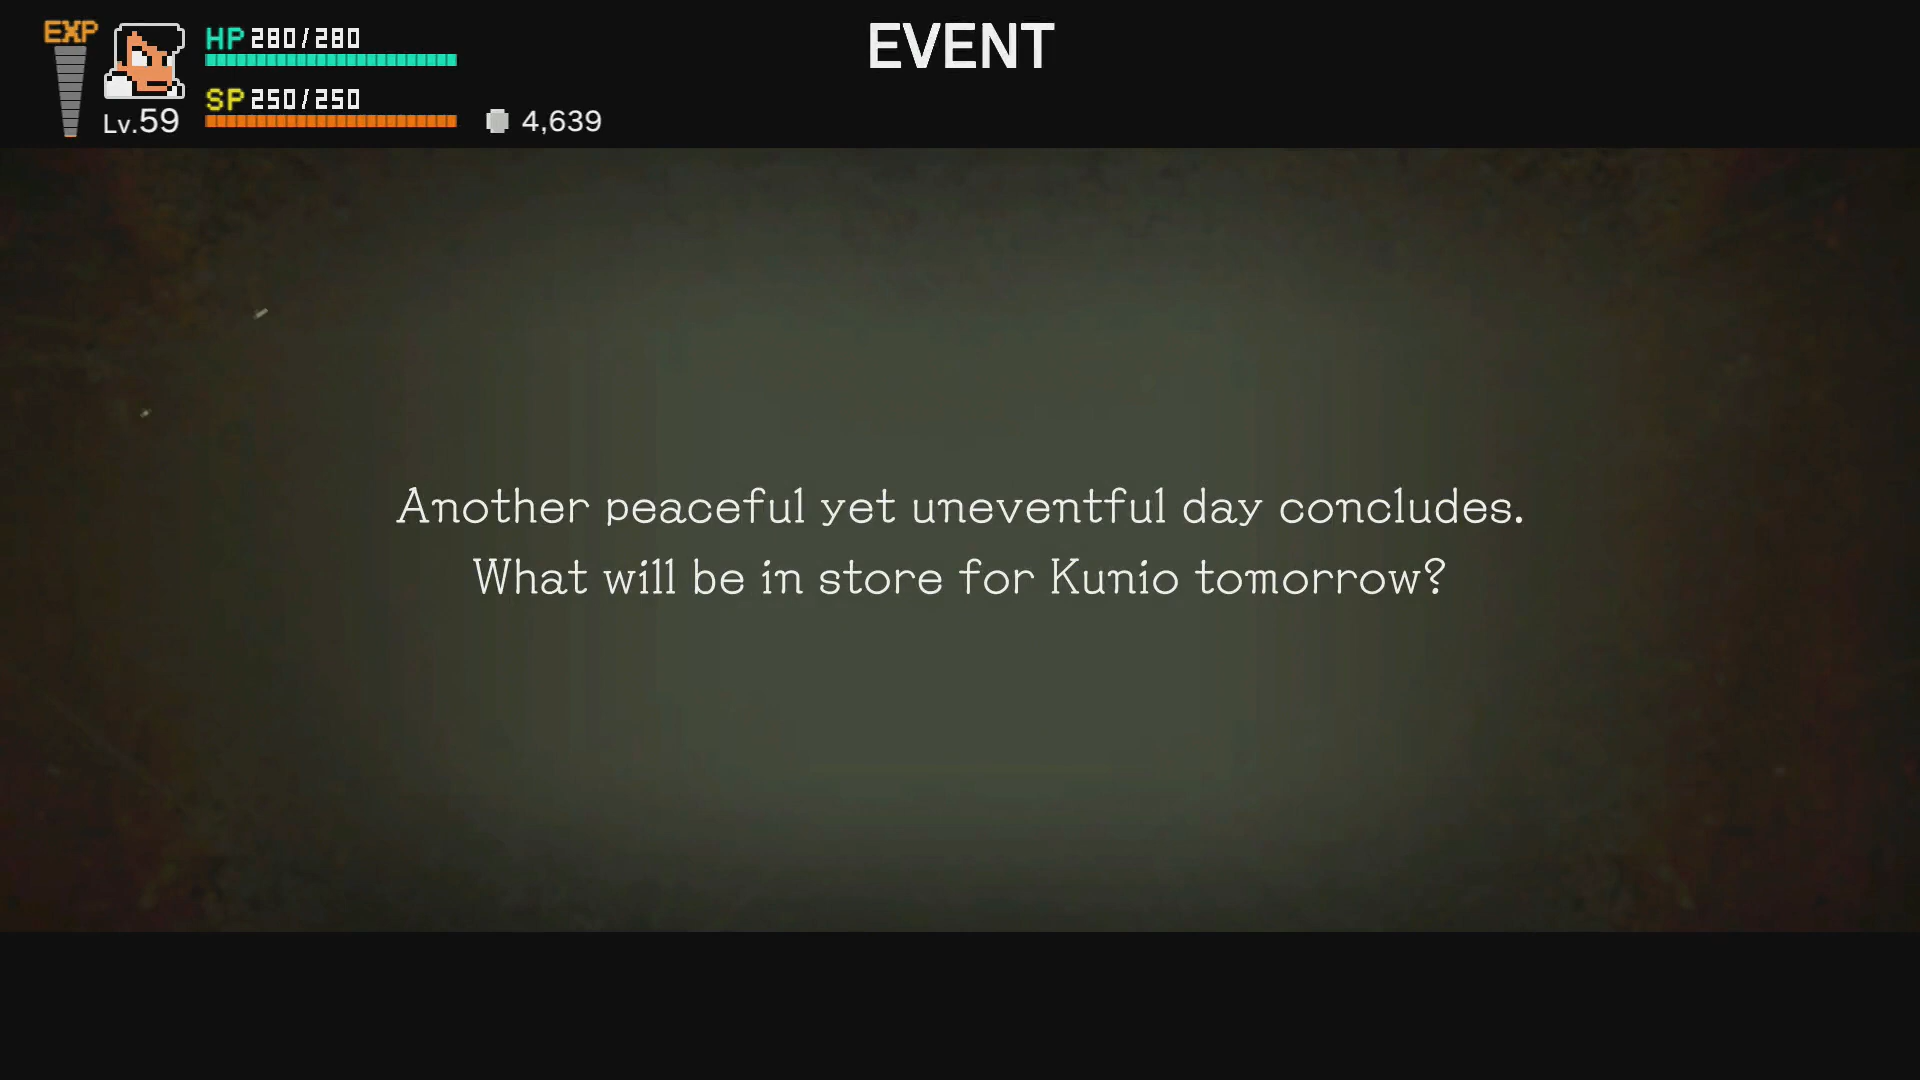 EXP
HP 280/280
SP 250/250
Lv.59
4,639
EVENT
Another peaceful yet uneventful day concludes.
What will be in store for Kunio tomorrow?